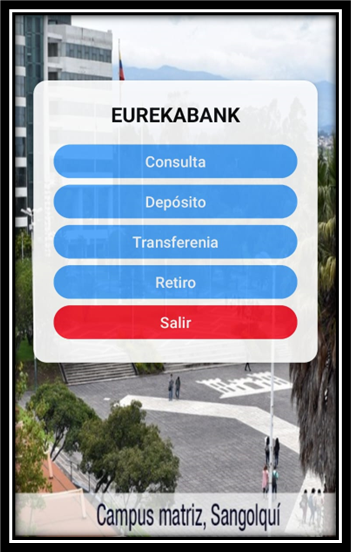 EUREKABANK
Consulta
Depósito
Transferenia
Retiro
Salir
Campus matriz, Sangolquí